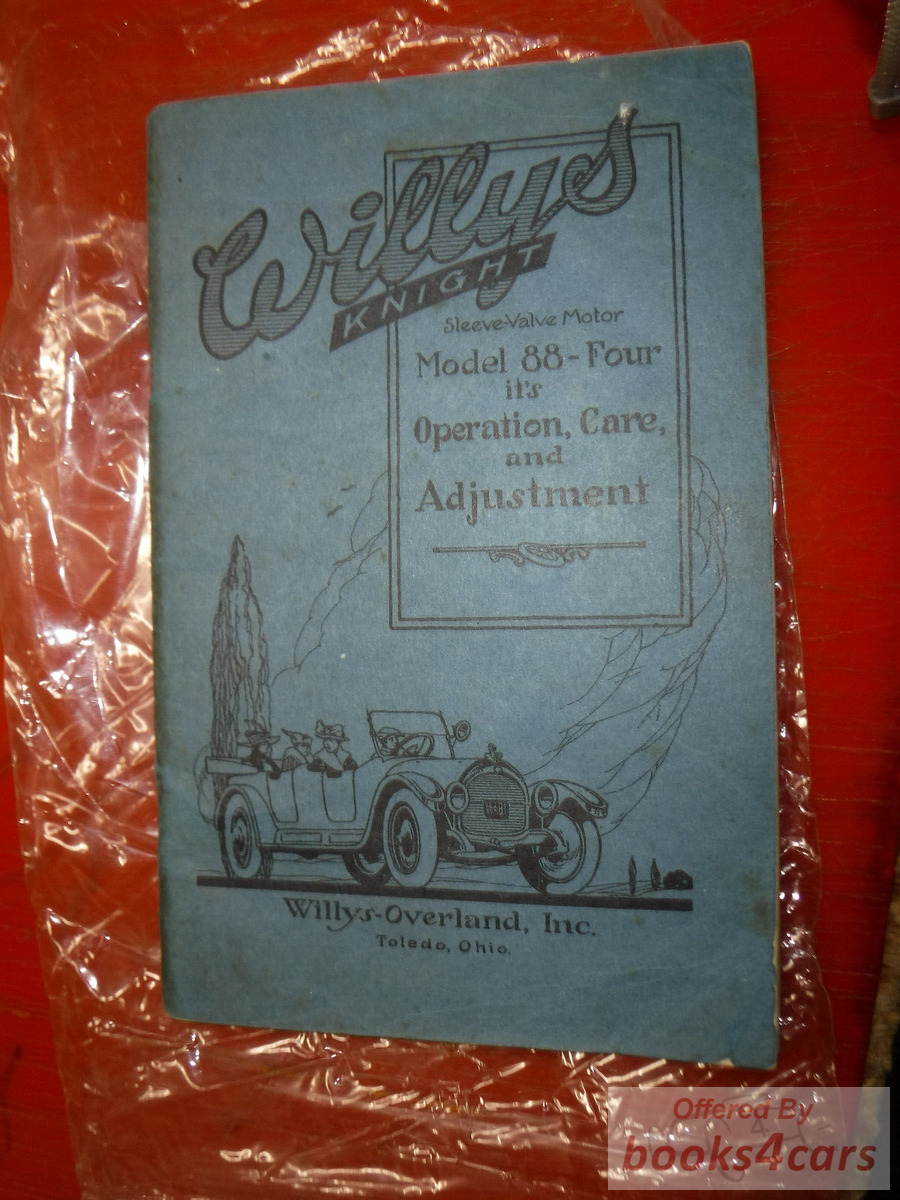 Willys
KNIGHT
Sleeve-Valve Motor
Model 88-Four
it's
Operation, Care,
and
Adjustment
Willys-Overland, Inc.
Toledo, Ohio.
Offered By
books4cars